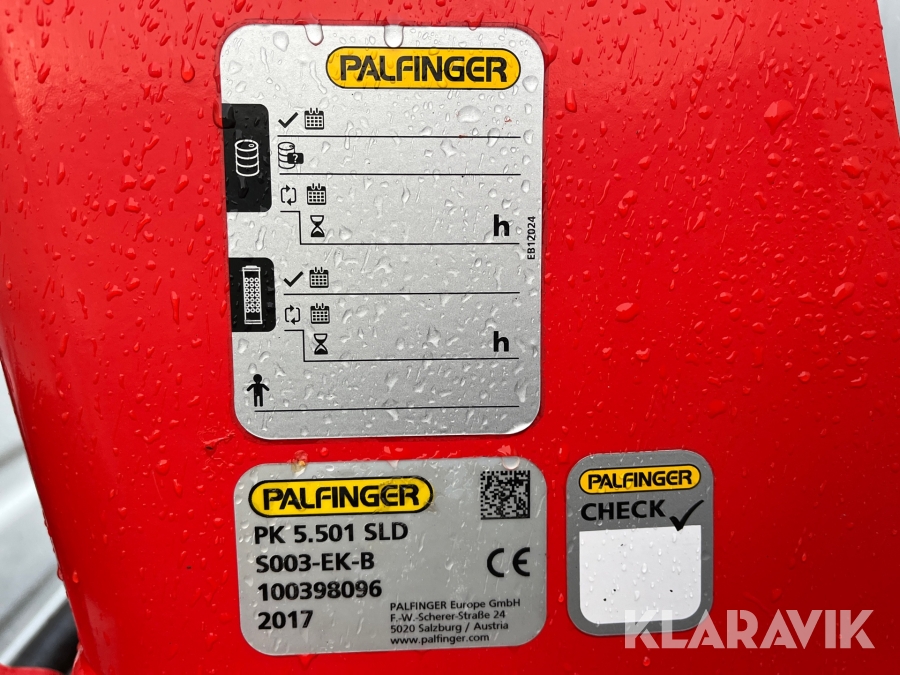 PALFINGER
?
h
EB12024
h
PALFINGER
PK 5.501 SLD
S003-EK-B
100398096
2017
CE
PALFINGER Europe GmbH
F.-W.-Scherer-Straße 24
5020 Salzburg / Austria
www.palfinger.com
PALFINGER
CHECK
KLARAVIK